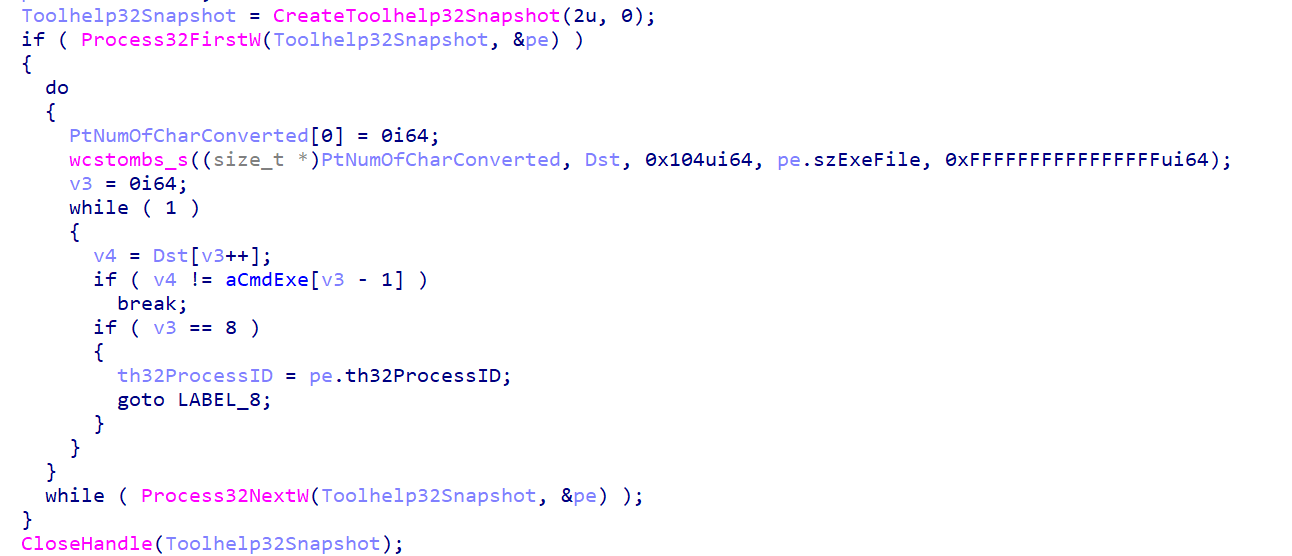 Toolhelp32Snapshot = CreateToolhelp32Snapshot(2u, 0);
if ( Process32FirstW(Toolhelp32Snapshot, &pe) )
{
  do
  {
    PtNumOfCharConverted[0] = 0i64;
    wcstombs_s((size_t *)PtNumOfCharConverted, Dst, 0x104ui64, pe.szExeFile, 0xFFFFFFFFFFFFFFFFui64);
    v3 = 0i64;
    while ( 1 )
    {
      v4 = Dst[v3++];
      if ( v4 != aCmdExe[v3 - 1] )
        break;
      if ( v3 == 8 )
      {
        th32ProcessID = pe.th32ProcessID;
        goto LABEL_8;
      }
    }
  }
  while ( Process32NextW(Toolhelp32Snapshot, &pe) );
}
CloseHandle(Toolhelp32Snapshot);